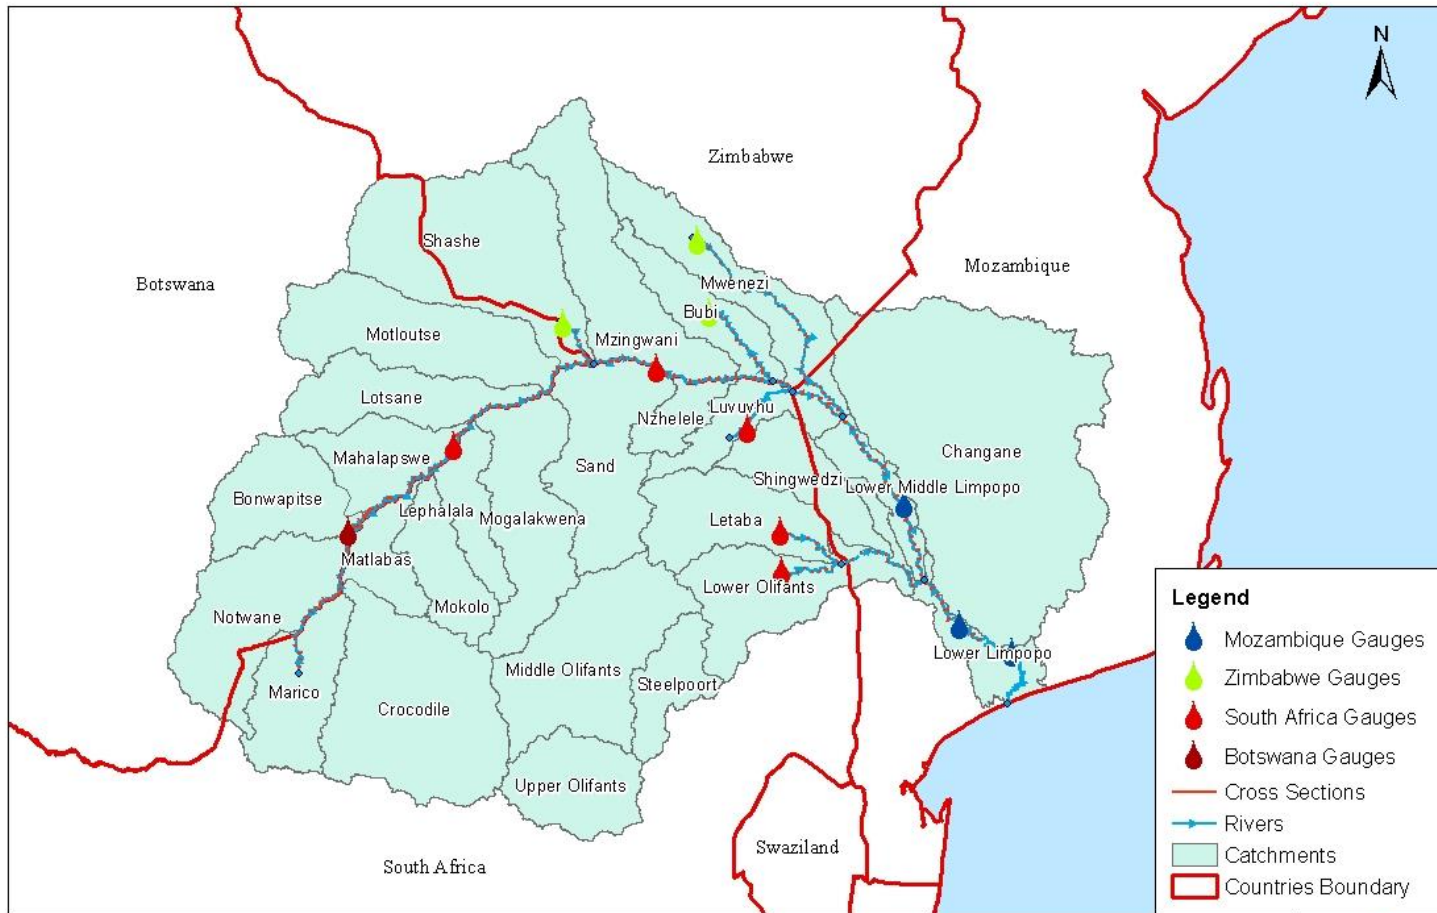 N
Zimbabwe
Shashe
Mozambique
Botswana
Mwenezi
Bubi
Motloutse
Mzingwani
Lotsane
Luvuvhu
Nzhelele
Changane
Mahalapswe
Sand
Shingwedzi
Lower Middle Limpopo
Bonwapitse
Lephalala
Mogalakwena
Letaba
Matlabas
Lower Olifants
Mokolo
Notwane
Lower Limpopo
Middle Olifants
Steelpoort
Marico
Crocodile
Upper Olifants
Swaziland
South Africa
Legend
Mozambique Gauges
Zimbabwe Gauges
South Africa Gauges
Botswana Gauges
Cross Sections
Rivers
Catchments
Countries Boundary